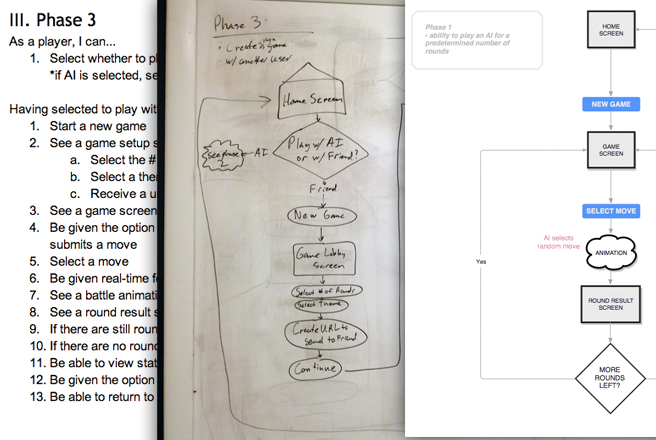 III. Phase 3
As a player, I can...
1. Select whether to pl
*if AI is selected, se
Having selected to play wit
1. Start a new game
2. See a game setup s
a. Select the #
b. Select a the
c. Receive a u
3. See a game screen
4. Be given the option
submits a move
5. Select a move
6. Be given real-time f
7. See a battle animati
8. See a round result s
9. If there are still roun
10. If there are no round
11. Be able to view stat
12. Be given the option
13. Be able to return to
Phase 3:
• Create game
w/ another user
Home Screen
Play w/ AI
or w/ Friend?
AI
see phase
2
Friend
New Game
Game Lobby
Screen
Select # of Rounds
Select Theme
Create URL to
Send to Friend
Continue
Phase 1
- ability to play an AI for a
predetermined number of
rounds
HOME
SCREEN
NEW GAME
GAME
SCREEN
SELECT MOVE
AI selects
random move
ANIMATION
Yes
ROUND RESULT
SCREEN
MORE
ROUNDS
LEFT?